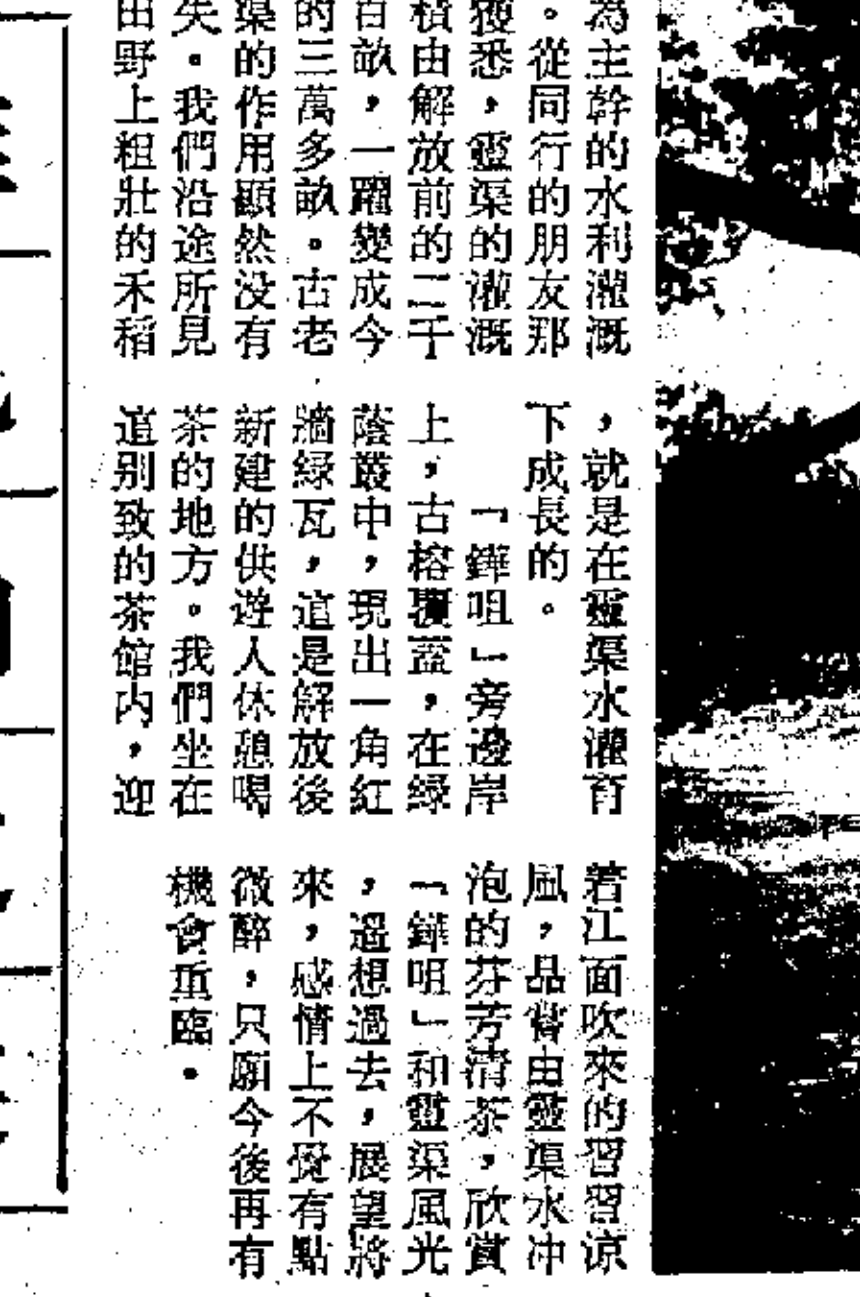 為主幹的水利灌溉
。從同行的朋友那
獲悉，靈渠的灌溉
積由解放前的二千
百畝，一躍變成今
的三萬多畝。古老
渠的作用顯然没有
失。我們沿途所見
田野上粗壯的禾稻
，就是在靈渠水灌育
下成長的。
「鏵咀」旁邊岸
上，古榕覆蓋，在綠
蔭叢中，現出一角紅
牆綠瓦，這是解放後
新建的供遊人休憩喝
茶的地方。我們坐在
這别致的茶館内，迎
着江面吹來的習習涼
風，品嘗由靈渠水冲
泡的芬芳清茶，欣賞
「鏵咀」和靈渠風光
，遥想過去，展望將
來，感情上不覺有點
微醉，只願今後再有
機會重臨。